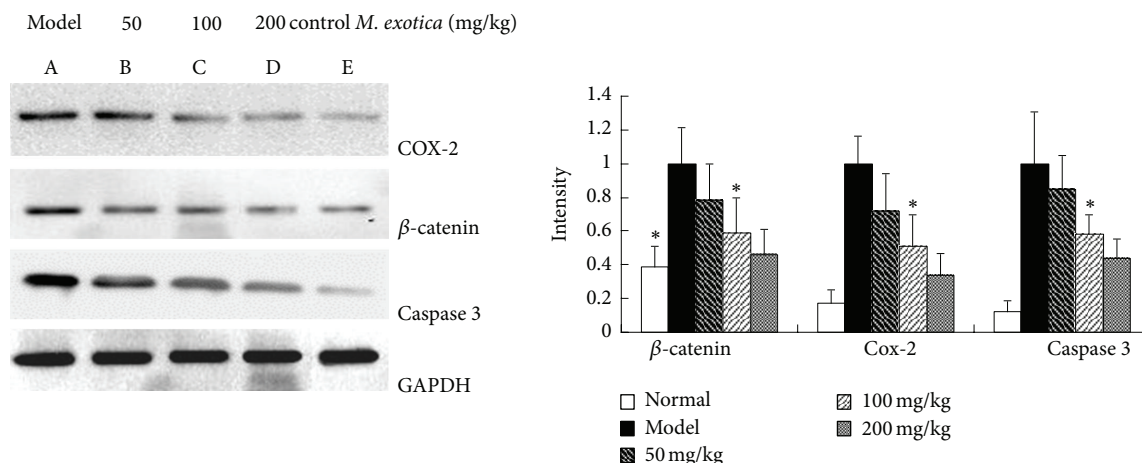 Model 50 100 200 control M. exotica (mg/kg)
A B C D E
COX-2
β-catenin
Caspase 3
GAPDH
1.4
1.2
1
0.8
0.6
0.4
0.2
0
Intensity
*
*
*
*
β-catenin Cox-2 Caspase 3
Normal 100 mg/kg
Model 200 mg/kg
50 mg/kg